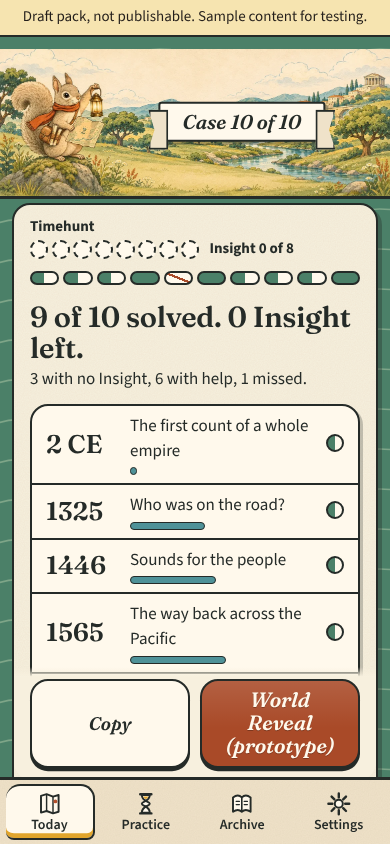 Draft pack, not publishable. Sample content for testing.
Case 10 of 10
Timehunt
Insight 0 of 8
9 of 10 solved. 0 Insight
left.
3 with no Insight, 6 with help, 1 missed.
2 CE
The first count of a whole
empire
1325
Who was on the road?
1446
Sounds for the people
1565
The way back across the
Pacific
Copy
World
Reveal
(prototype)
Today
Practice
Archive
Settings